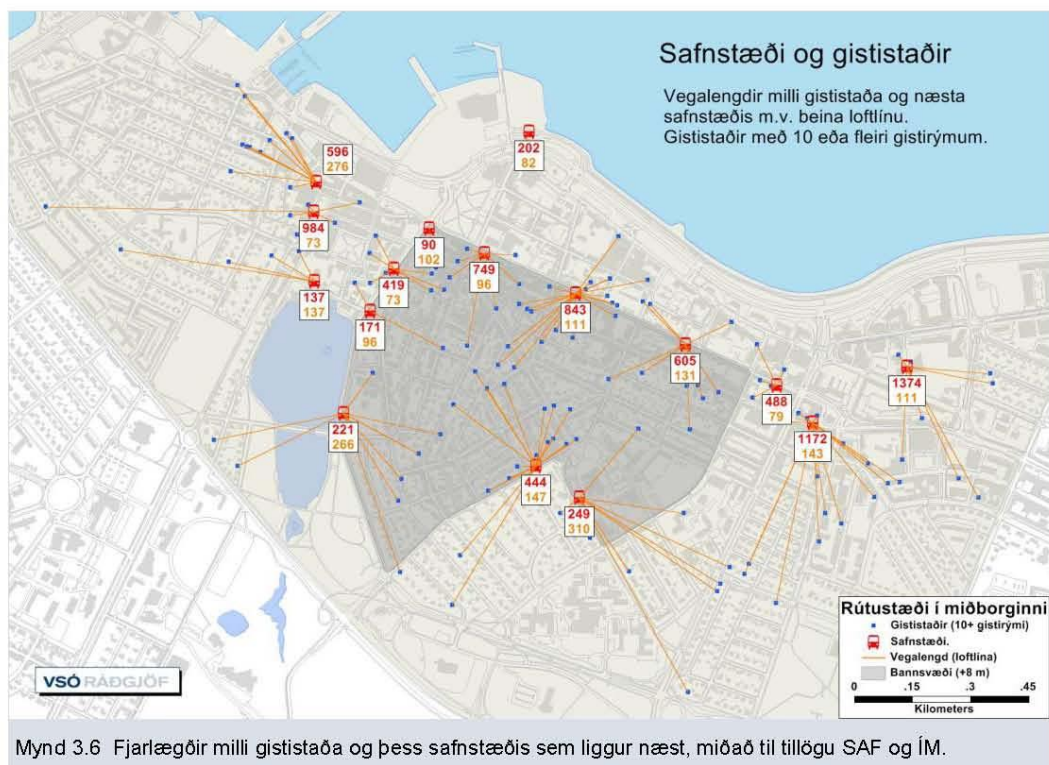 Safnstæði og gististaðir
Vegalengdir milli gististaða og næsta
safnstæðis m.v. beina loftlínu.
Gististaðir með 10 eða fleiri gistirýmum.
202
82
596
276
984
73
90
102
749
96
419
73
137
137
171
96
843
111
605
131
1374
111
488
79
1172
143
221
266
444
147
249
310
Rútustæði í miðborginni
Gististaðir (10+ gistirými)
Safnstæði.
Vegalengd (loftlína)
Bannsvæði (+8 m)
0 .15 .3 .45
Kilometers
VSÓ RÁÐGJÖF
Mynd 3.6 Fjarlægðir milli gististaða og þess safnstæðis sem liggur næst, miðað til tillögu SAF og ÍM.